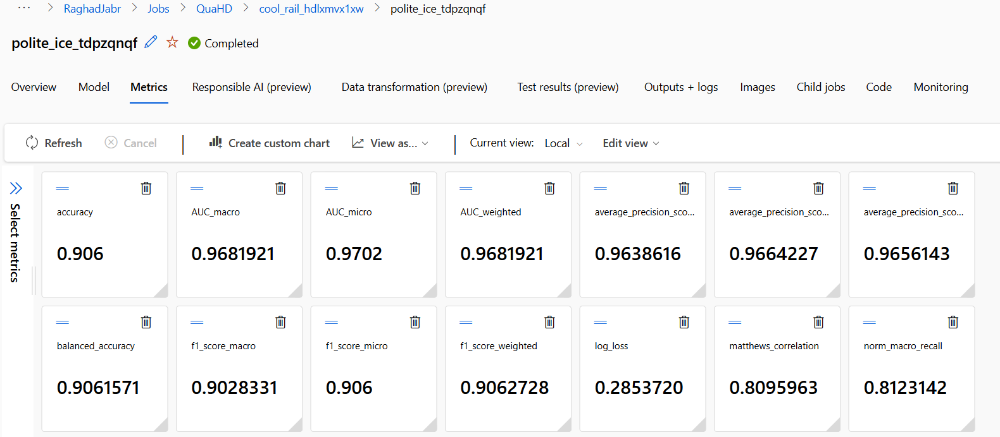 ··· > RaghadJabr > Jobs > QuaHD > cool_rail_hdlxmvx1xw > polite_ice_tdpzqnqf
polite_ice_tdpzqnqf Completed
Overview Model Metrics Responsible AI (preview) Data transformation (preview) Test results (preview) Outputs + logs Images Child jobs Code Monitoring
Refresh Cancel Create custom chart View as... Current view: Local Edit view
Select metrics
accuracy AUC_macro AUC_micro AUC_weighted average_precision_sco... average_precision_sco... average_precision_sco...
0.906 0.9681921 0.9702 0.9681921 0.9638616 0.9664227 0.9656143
balanced_accuracy f1_score_macro f1_score_micro f1_score_weighted log_loss matthews_correlation norm_macro_recall
0.9061571 0.9028331 0.906 0.9062728 0.2853720 0.8095963 0.8123142